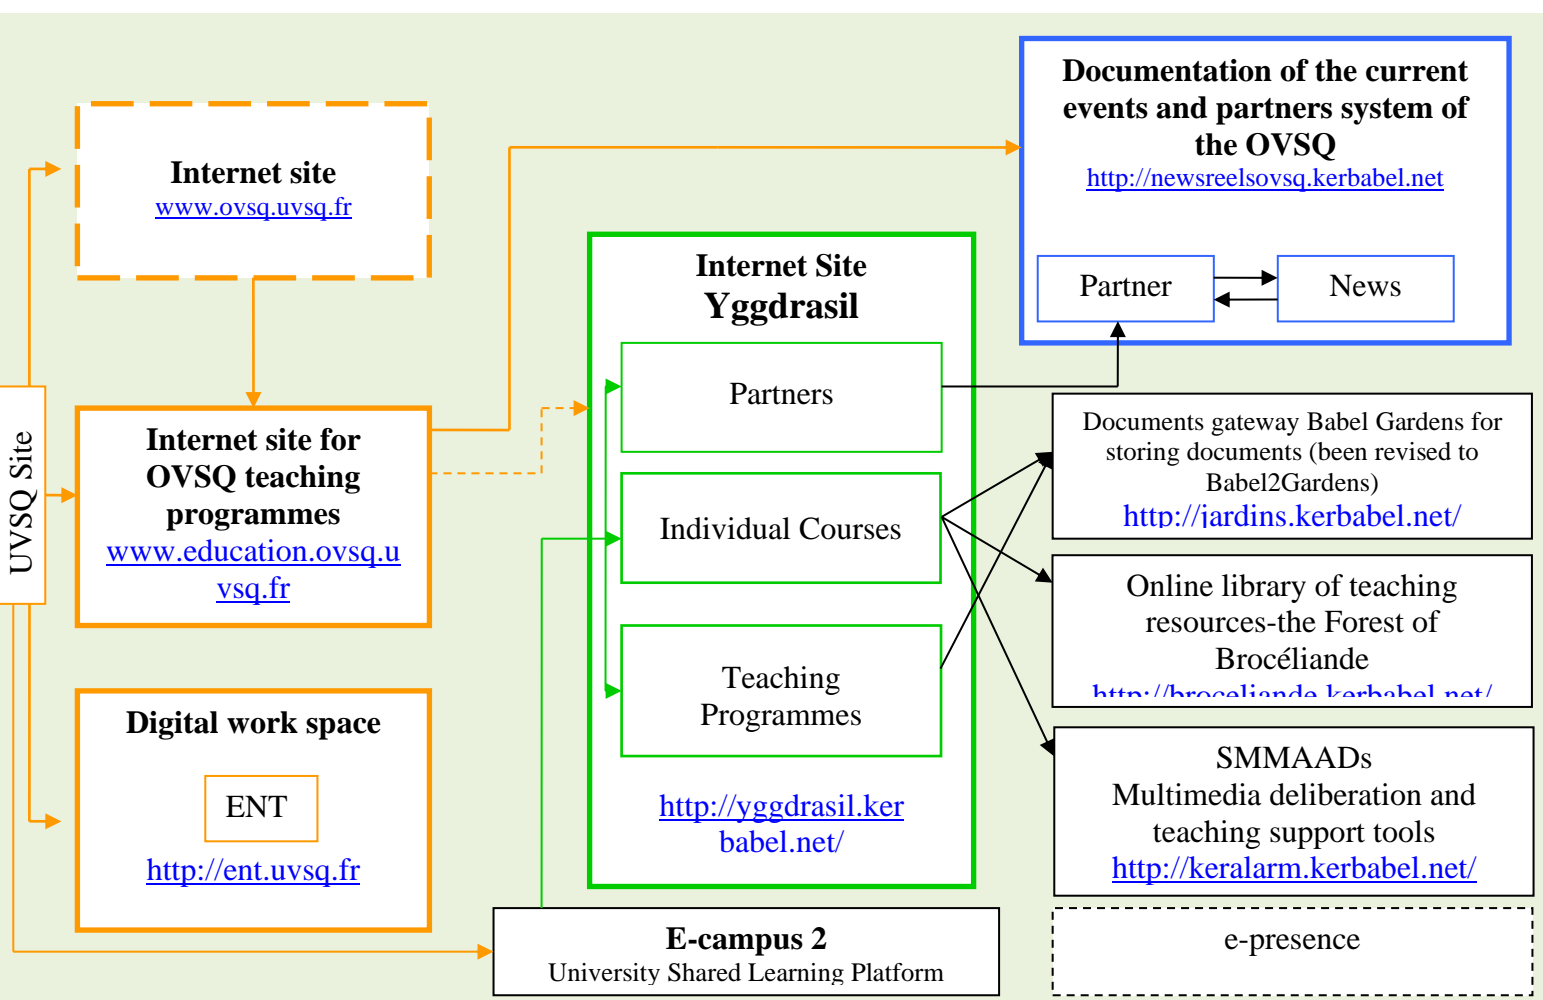 UVSQ Site
Internet site
www.ovsq.uvsq.fr
Internet site for
OVSQ teaching
programmes
www.education.ovsq.u
vsq.fr
Digital work space
ENT
http://ent.uvsq.fr
Internet Site
Yggdrasil
Partners
Individual Courses
Teaching
Programmes
http://yggdrasil.ker
babel.net/
E-campus 2
University Shared Learning Platform
Documentation of the current
events and partners system of
the OVSQ
http://newsreelsovsq.kerbabel.net
Partner
News
Documents gateway Babel Gardens for
storing documents (been revised to
Babel2Gardens)
http://jardins.kerbabel.net/
Online library of teaching
resources-the Forest of
Brocéliande
http://broceliande.kerbabel.net/
SMMAADs
Multimedia deliberation and
teaching support tools
http://keralarm.kerbabel.net/
e-presence